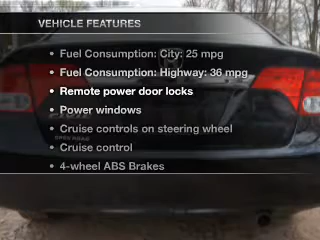 VEHICLE FEATURES
• Fuel Consumption: City: 25 mpg
• Fuel Consumption: Highway: 36 mpg
• Remote power door locks
• Power windows
• Cruise controls on steering wheel
• Cruise control
• 4-wheel ABS Brakes